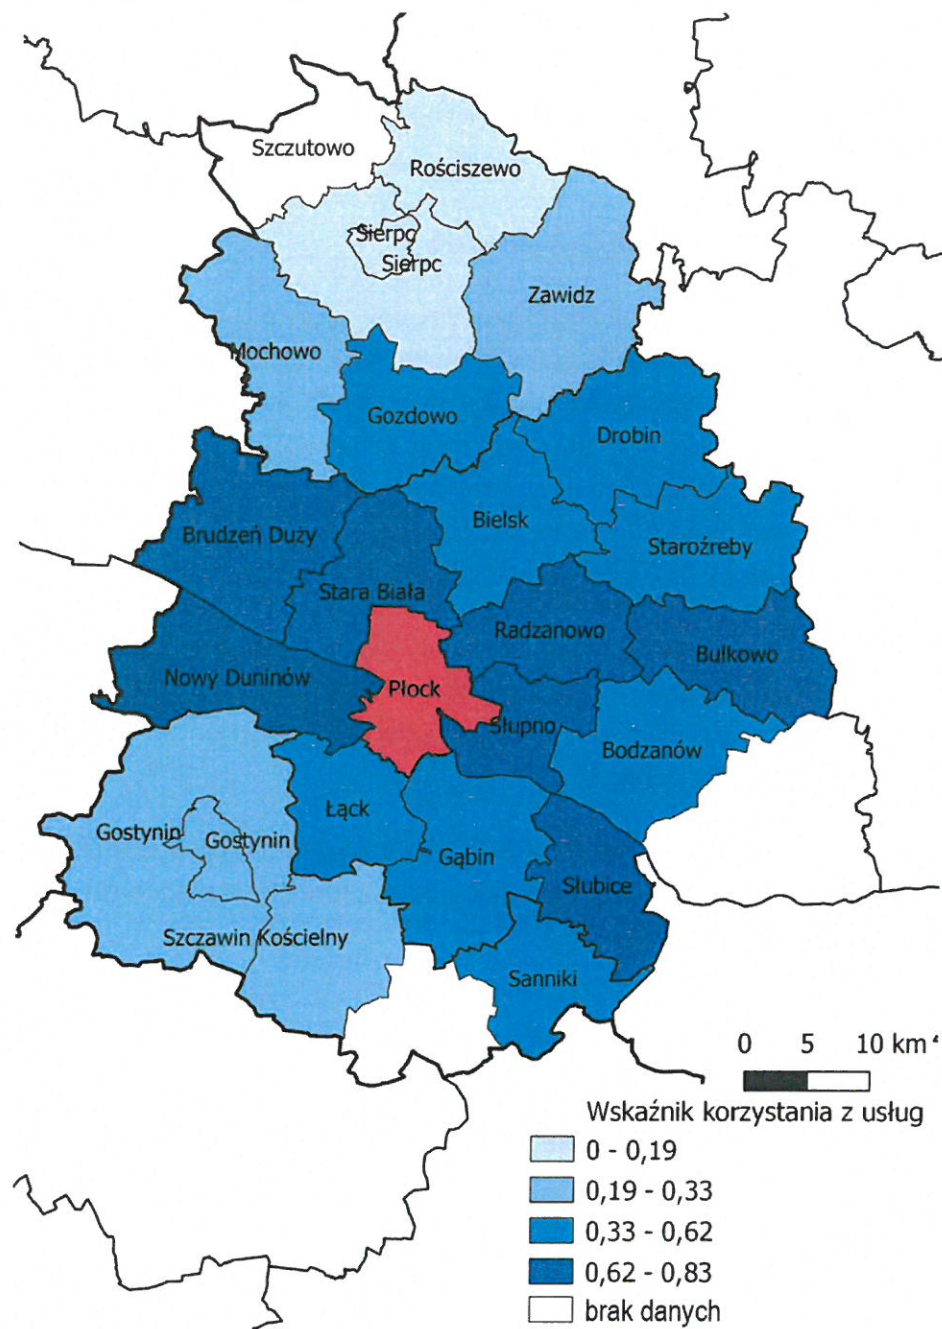 Szczutowo
Rościszewo
Sierpc
Sierpc
Zawidz
Mochowo
Gozdowo
Drobin
Bielsk
Brudzeń Duży
Staroźreby
Stara Biała
Radzanowo
Bulkowo
Nowy Duninów
Płock
Słupno
Bodzanów
Łąck
Gostynin
Gostynin
Gąbin
Słubice
Szczawin Kościelny
Sanniki
0 5 10 km
Wskaźnik korzystania z usług
0 - 0,19
0,19 - 0,33
0,33 - 0,62
0,62 - 0,83
brak danych